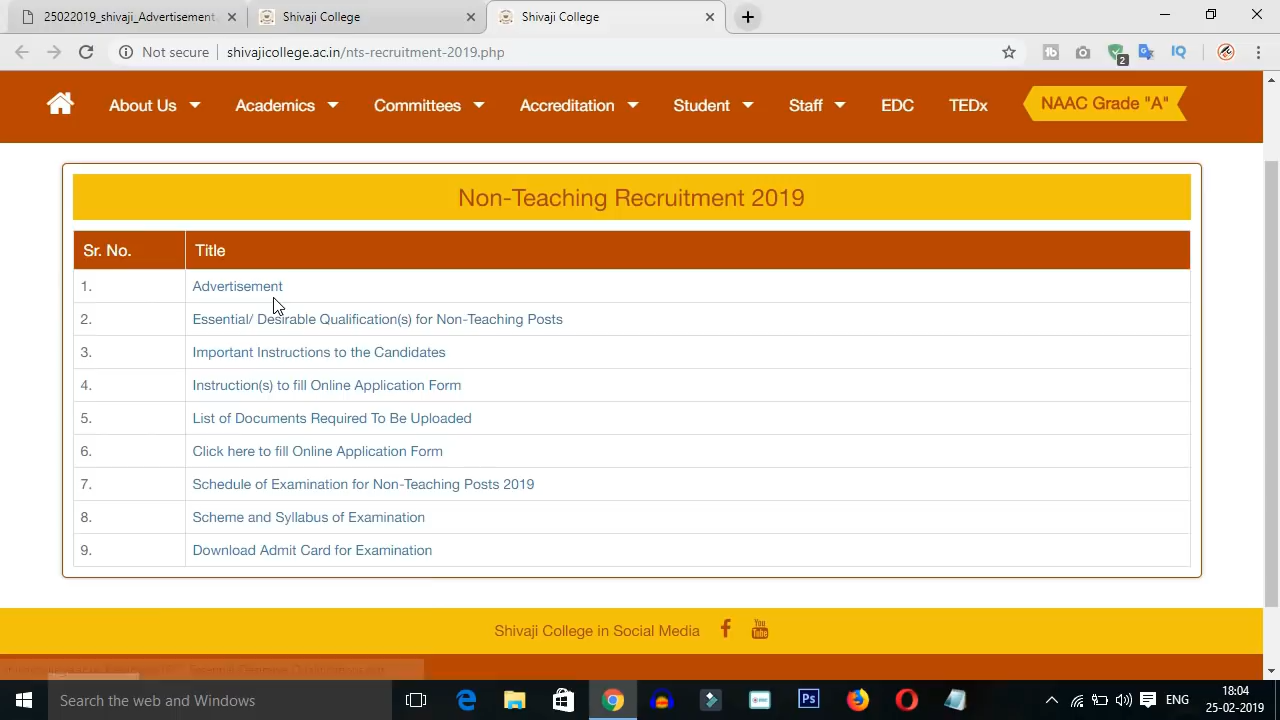 25022019_shivaji_Advertisement.
Shivaji College
Shivaji College
Not secure
shivajicollege.ac.in/nts-recruitment-2019.php
2
About Us
Academics
Committees
Accreditation
Student
Staff
EDC
TEDx
NAAC Grade "A"
Non-Teaching Recruitment 2019
Sr. No. Title
1. Advertisement
2. Essential/ Desirable Qualification(s) for Non-Teaching Posts
3. Important Instructions to the Candidates
4. Instruction(s) to fill Online Application Form
5. List of Documents Required To Be Uploaded
6. Click here to fill Online Application Form
7. Schedule of Examination for Non-Teaching Posts 2019
8. Scheme and Syllabus of Examination
9. Download Admit Card for Examination
Shivaji College in Social Media
You Tube
Search the web and Windows
Ps
ENG
18:04
25-02-2019